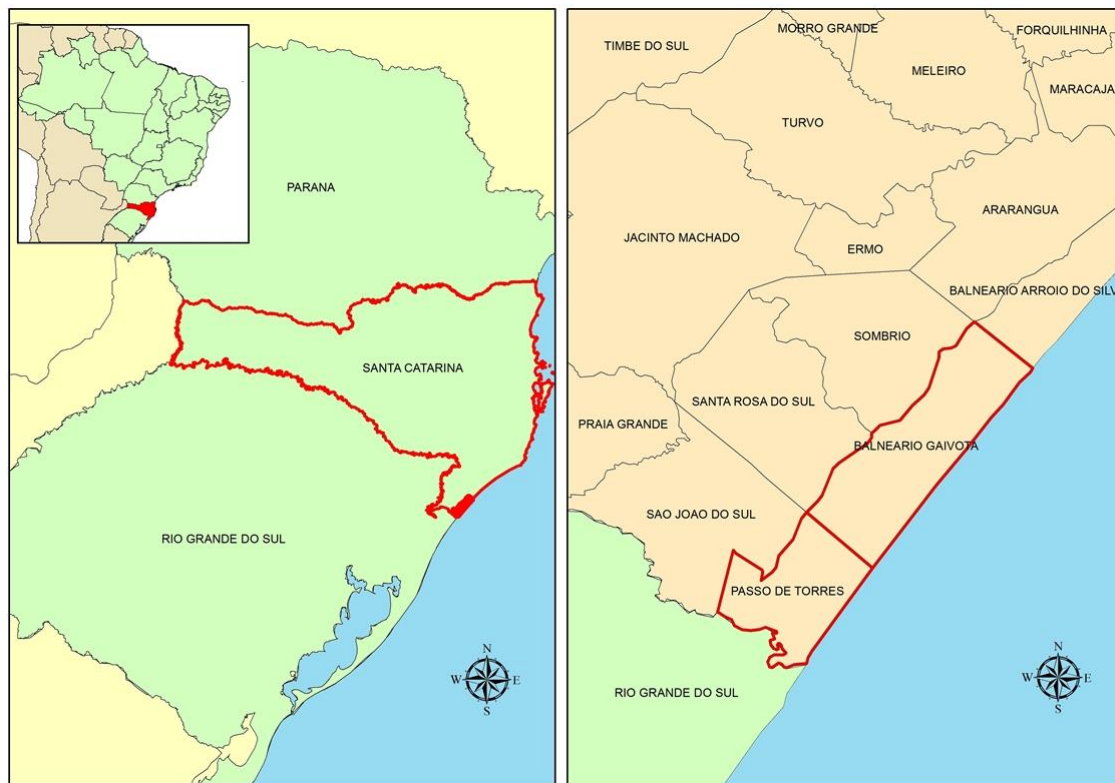 PARANA
SANTA CATARINA
RIO GRANDE DO SUL
N
W E
S
MORRO GRANDE
FORQUILHINHA
TIMBE DO SUL
MELEIRO
MARACAJA
TURVO
ARARANGUA
JACINTO MACHADO
ERMO
BALNEARIO ARROIO DO SILV
SOMBRIO
SANTA ROSA DO SUL
PRAIA GRANDE
BALNEARIO GAIVOTA
SAO JOAO DO SUL
PASSO DE TORRES
RIO GRANDE DO SUL
N
W E
S